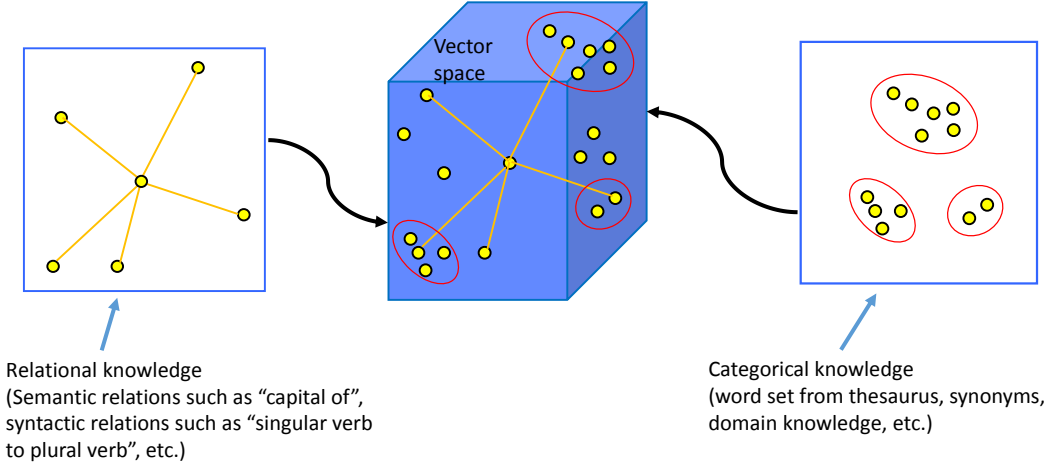 Vector
space
Relational knowledge
(Semantic relations such as “capital of”,
syntactic relations such as “singular verb
to plural verb”, etc.)
Categorical knowledge
(word set from thesaurus, synonyms,
domain knowledge, etc.)